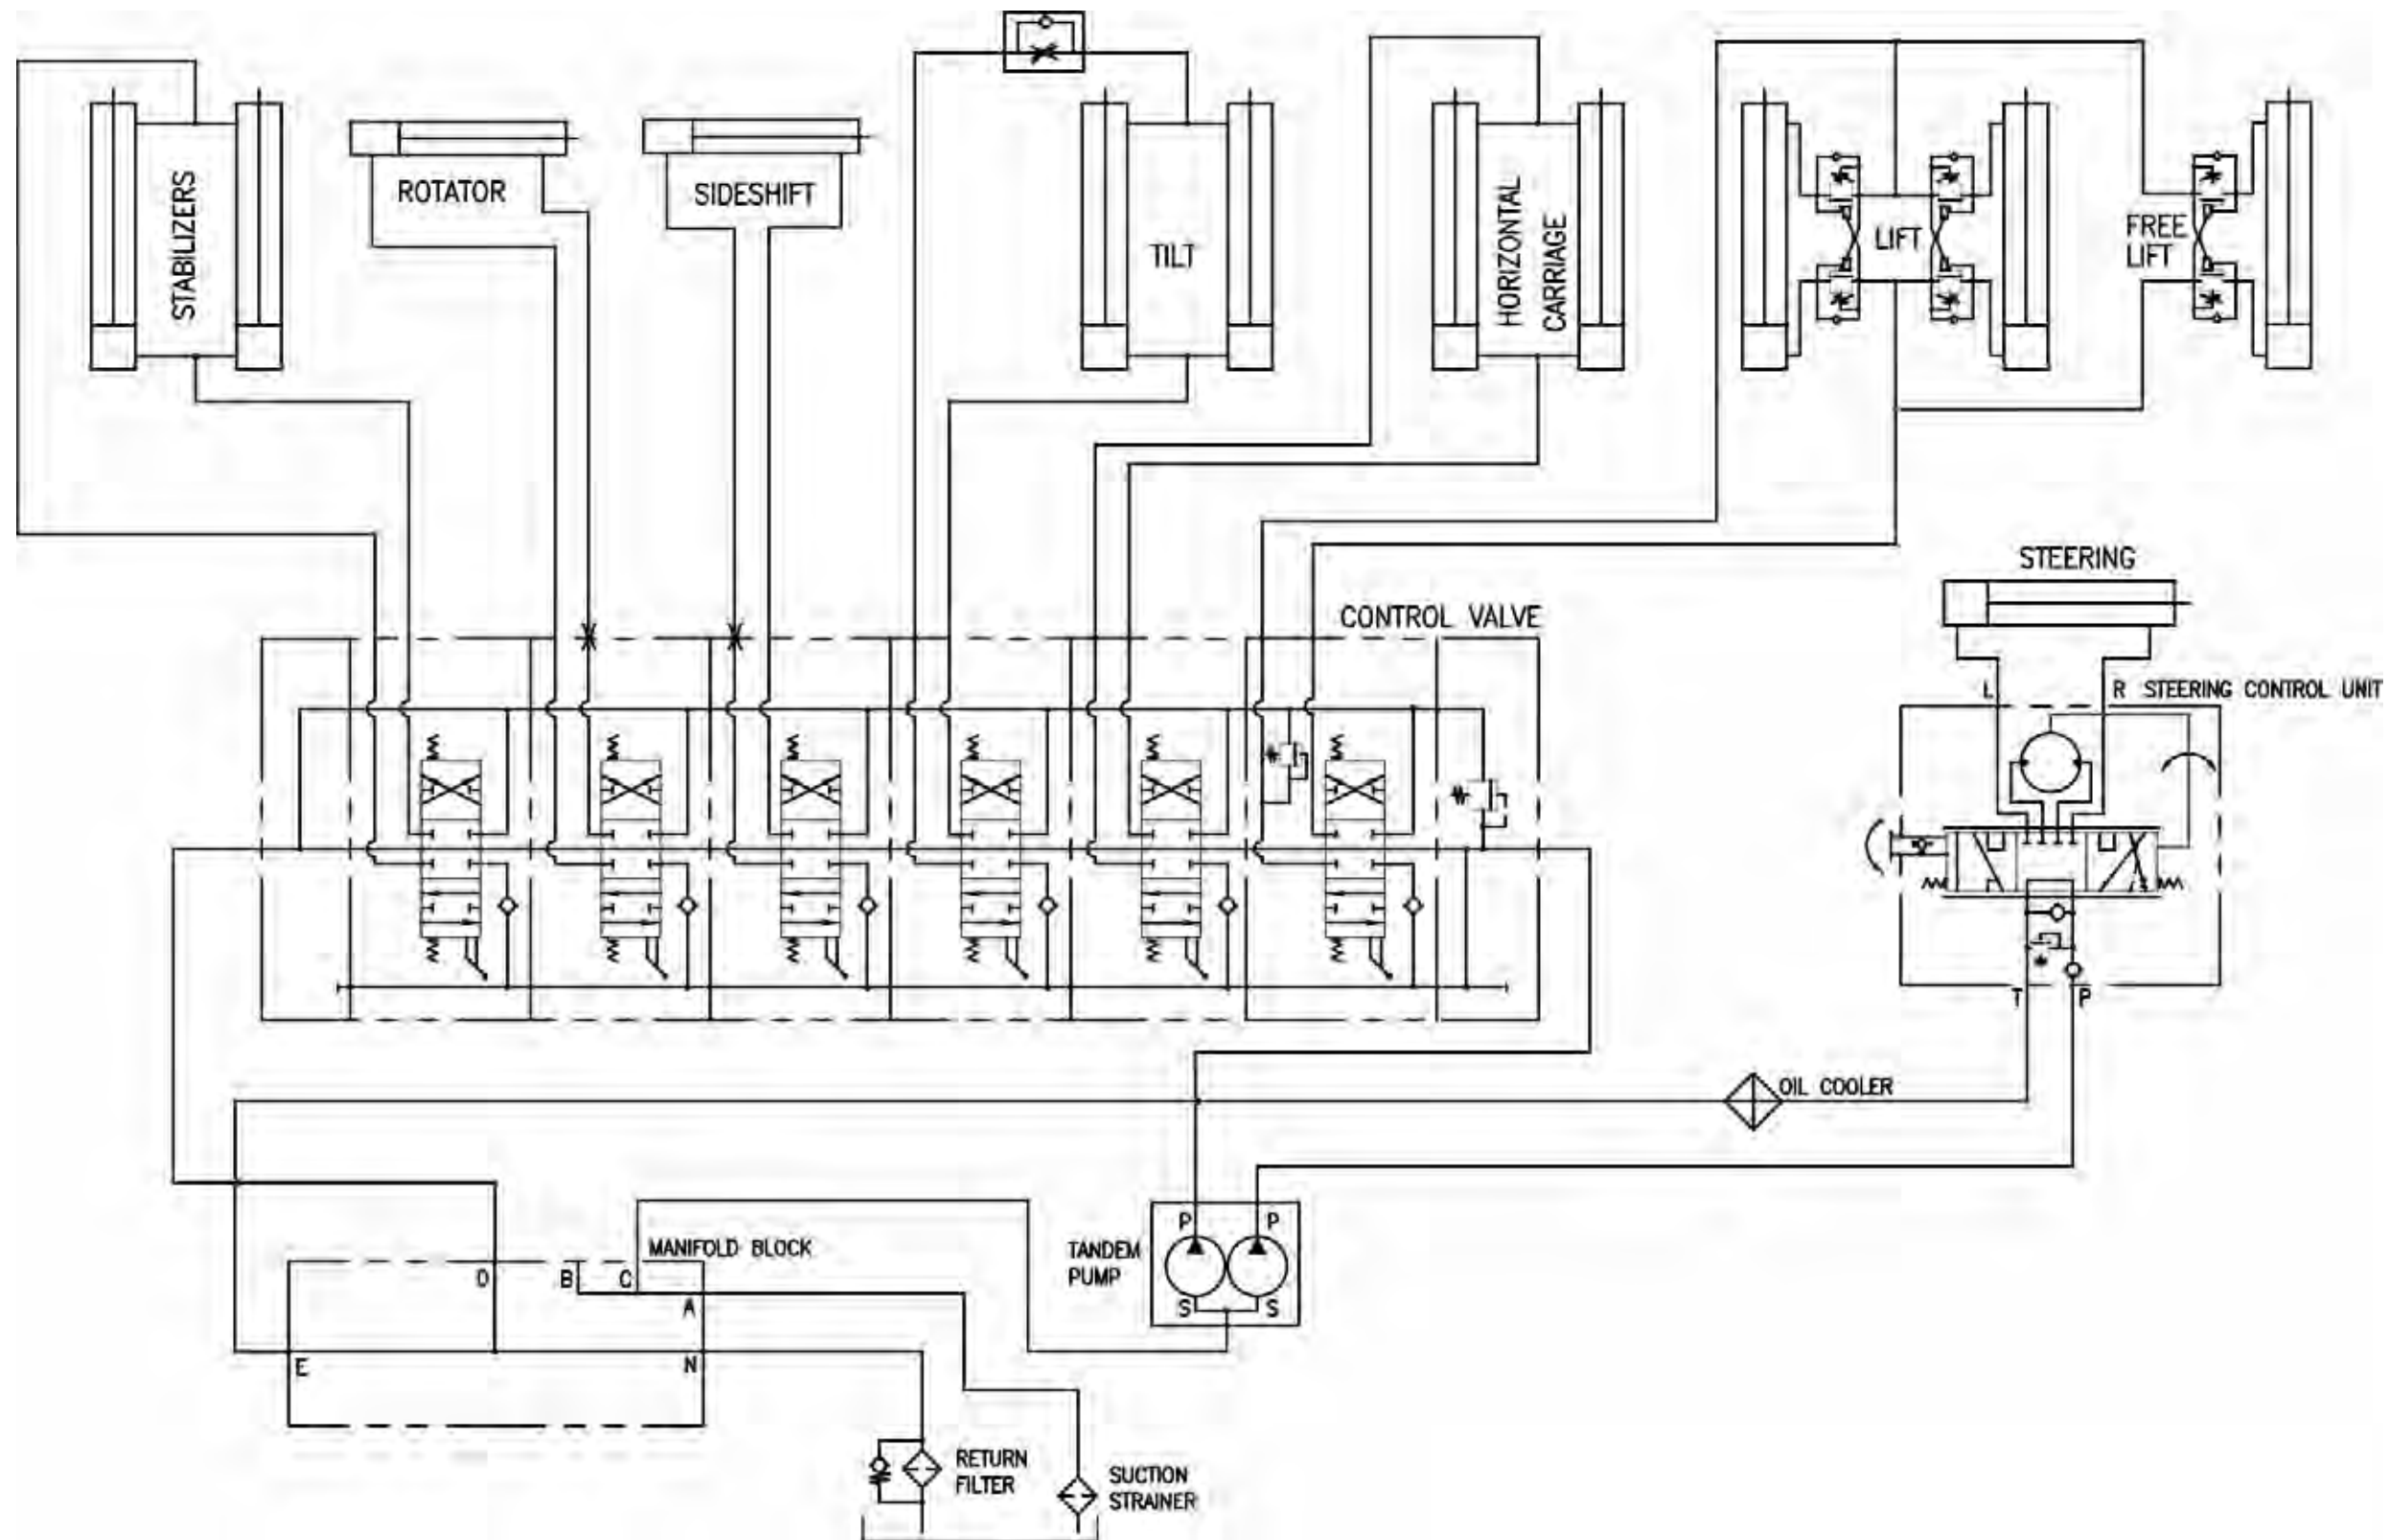 STABILIZERS
ROTATOR
SIDESHIFT
TILT
HORIZONTAL
CARRIAGE
LIFT
FREE
LIFT
STEERING
CONTROL VALVE
L
R STEERING CONTROL UNIT
T
P
OIL COOLER
MANIFOLD BLOCK
D
B
C
A
E
N
TANDEM
PUMP
P
P
S
S
RETURN
FILTER
SUCTION
STRAINER